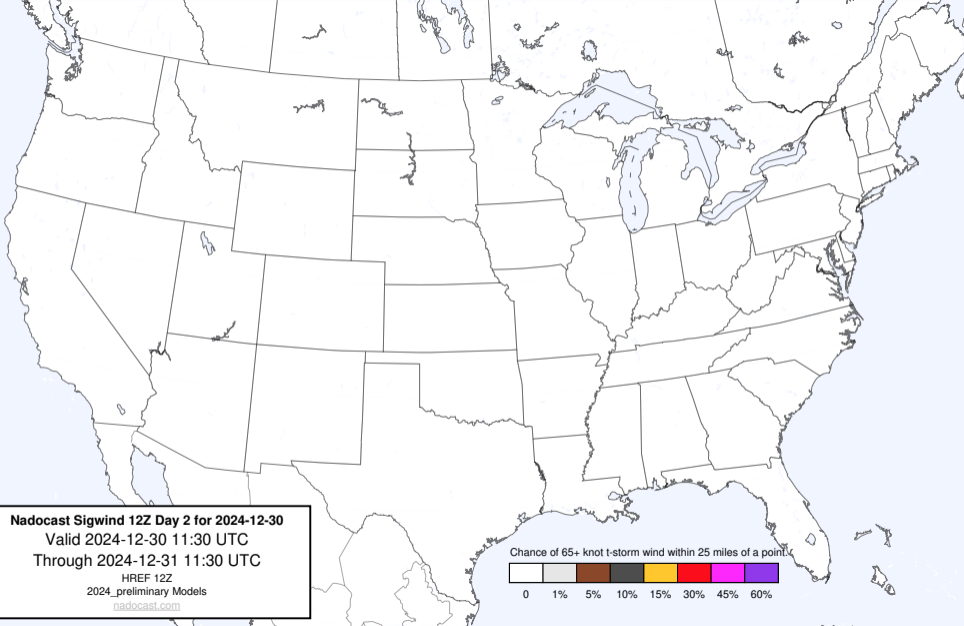 Nadocast Sigwind 12Z Day 2 for 2024-12-30
Valid 2024-12-30 11:30 UTC
Through 2024-12-31 11:30 UTC
HREF 12Z
2024_preliminary Models
nadocast.com
Chance of 65+ knot t-storm wind within 25 miles of a point.
0 1% 5% 10% 15% 30% 45% 60%